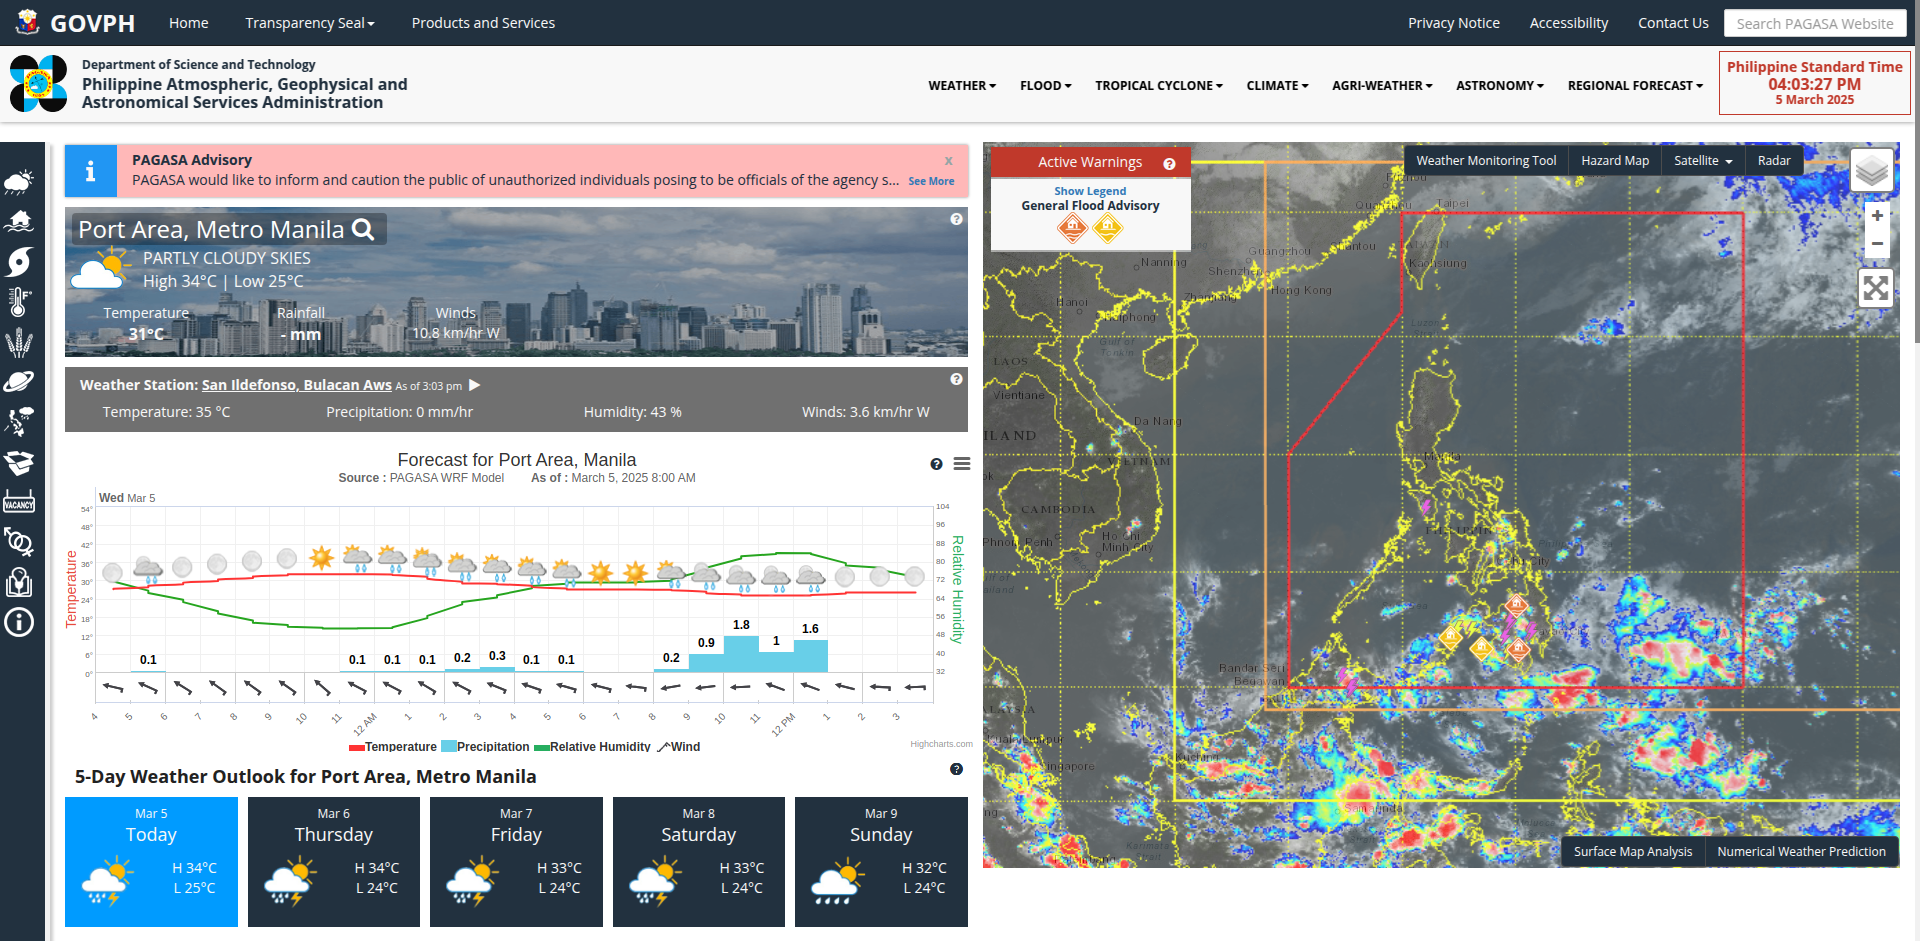 GOVPH
Home
Transparency Seal
Products and Services
Privacy Notice
Accessibility
Contact Us
Search PAGASA Website
Department of Science and Technology
Philippine Atmospheric, Geophysical and
Astronomical Services Administration
WEATHER
FLOOD
TROPICAL CYCLONE
CLIMATE
AGRI-WEATHER
ASTRONOMY
REGIONAL FORECAST
Philippine Standard Time
04:03:27 PM
5 March 2025
PAGASA Advisory
x
PAGASA would like to inform and caution the public of unauthorized individuals posing to be officials of the agency s...
See More
Port Area, Metro Manila
PARTLY CLOUDY SKIES
High 34°C | Low 25°C
Temperature
Rainfall
Winds
31°C
- mm
10.8 km/hr W
Weather Station: San Ildefonso, Bulacan Aws As of 3:03 pm
Temperature: 35 °C
Precipitation: 0 mm/hr
Humidity: 43 %
Winds: 3.6 km/hr W
Forecast for Port Area, Manila
Source : PAGASA WRF Model As of : March 5, 2025 8:00 AM
Wed Mar 5
54°
48°
42°
36°
30°
24°
18°
12°
6°
0°
Temperature
104
96
88
80
72
64
56
48
40
32
Relative Humidity
0.1
0.1
0.1
0.1
0.2
0.3
0.1
0.1
0.2
0.9
1.8
1
1.6
4
5
6
7
8
9
10
11
12 AM
1
2
3
4
5
6
7
8
9
10
11
12 PM
1
2
3
Temperature
Precipitation
Relative Humidity
Wind
Highcharts.com
5-Day Weather Outlook for Port Area, Metro Manila
Mar 5
Today
H 34°C
L 25°C
Mar 6
Thursday
H 34°C
L 24°C
Mar 7
Friday
H 33°C
L 24°C
Mar 8
Saturday
H 33°C
L 24°C
Mar 9
Sunday
H 32°C
L 24°C
VACANCY
F°
Active Warnings
Show Legend
General Flood Advisory
Weather Monitoring Tool
Hazard Map
Satellite
Radar
+
−
Taipei
Guangzhou
Nanning
Shenzhen
Hong Kong
Kaohsiung
Hanoi
Luzon
Gulf of
Tonkin
LAOS
Vientiane
Da Nang
VIETNAM
CAMBODIA
Ho Chi
Minh City
Manila
Bandar Seri
Begawan
Kuching
Samarinda
Karimata
Strait
Surface Map Analysis
Numerical Weather Prediction